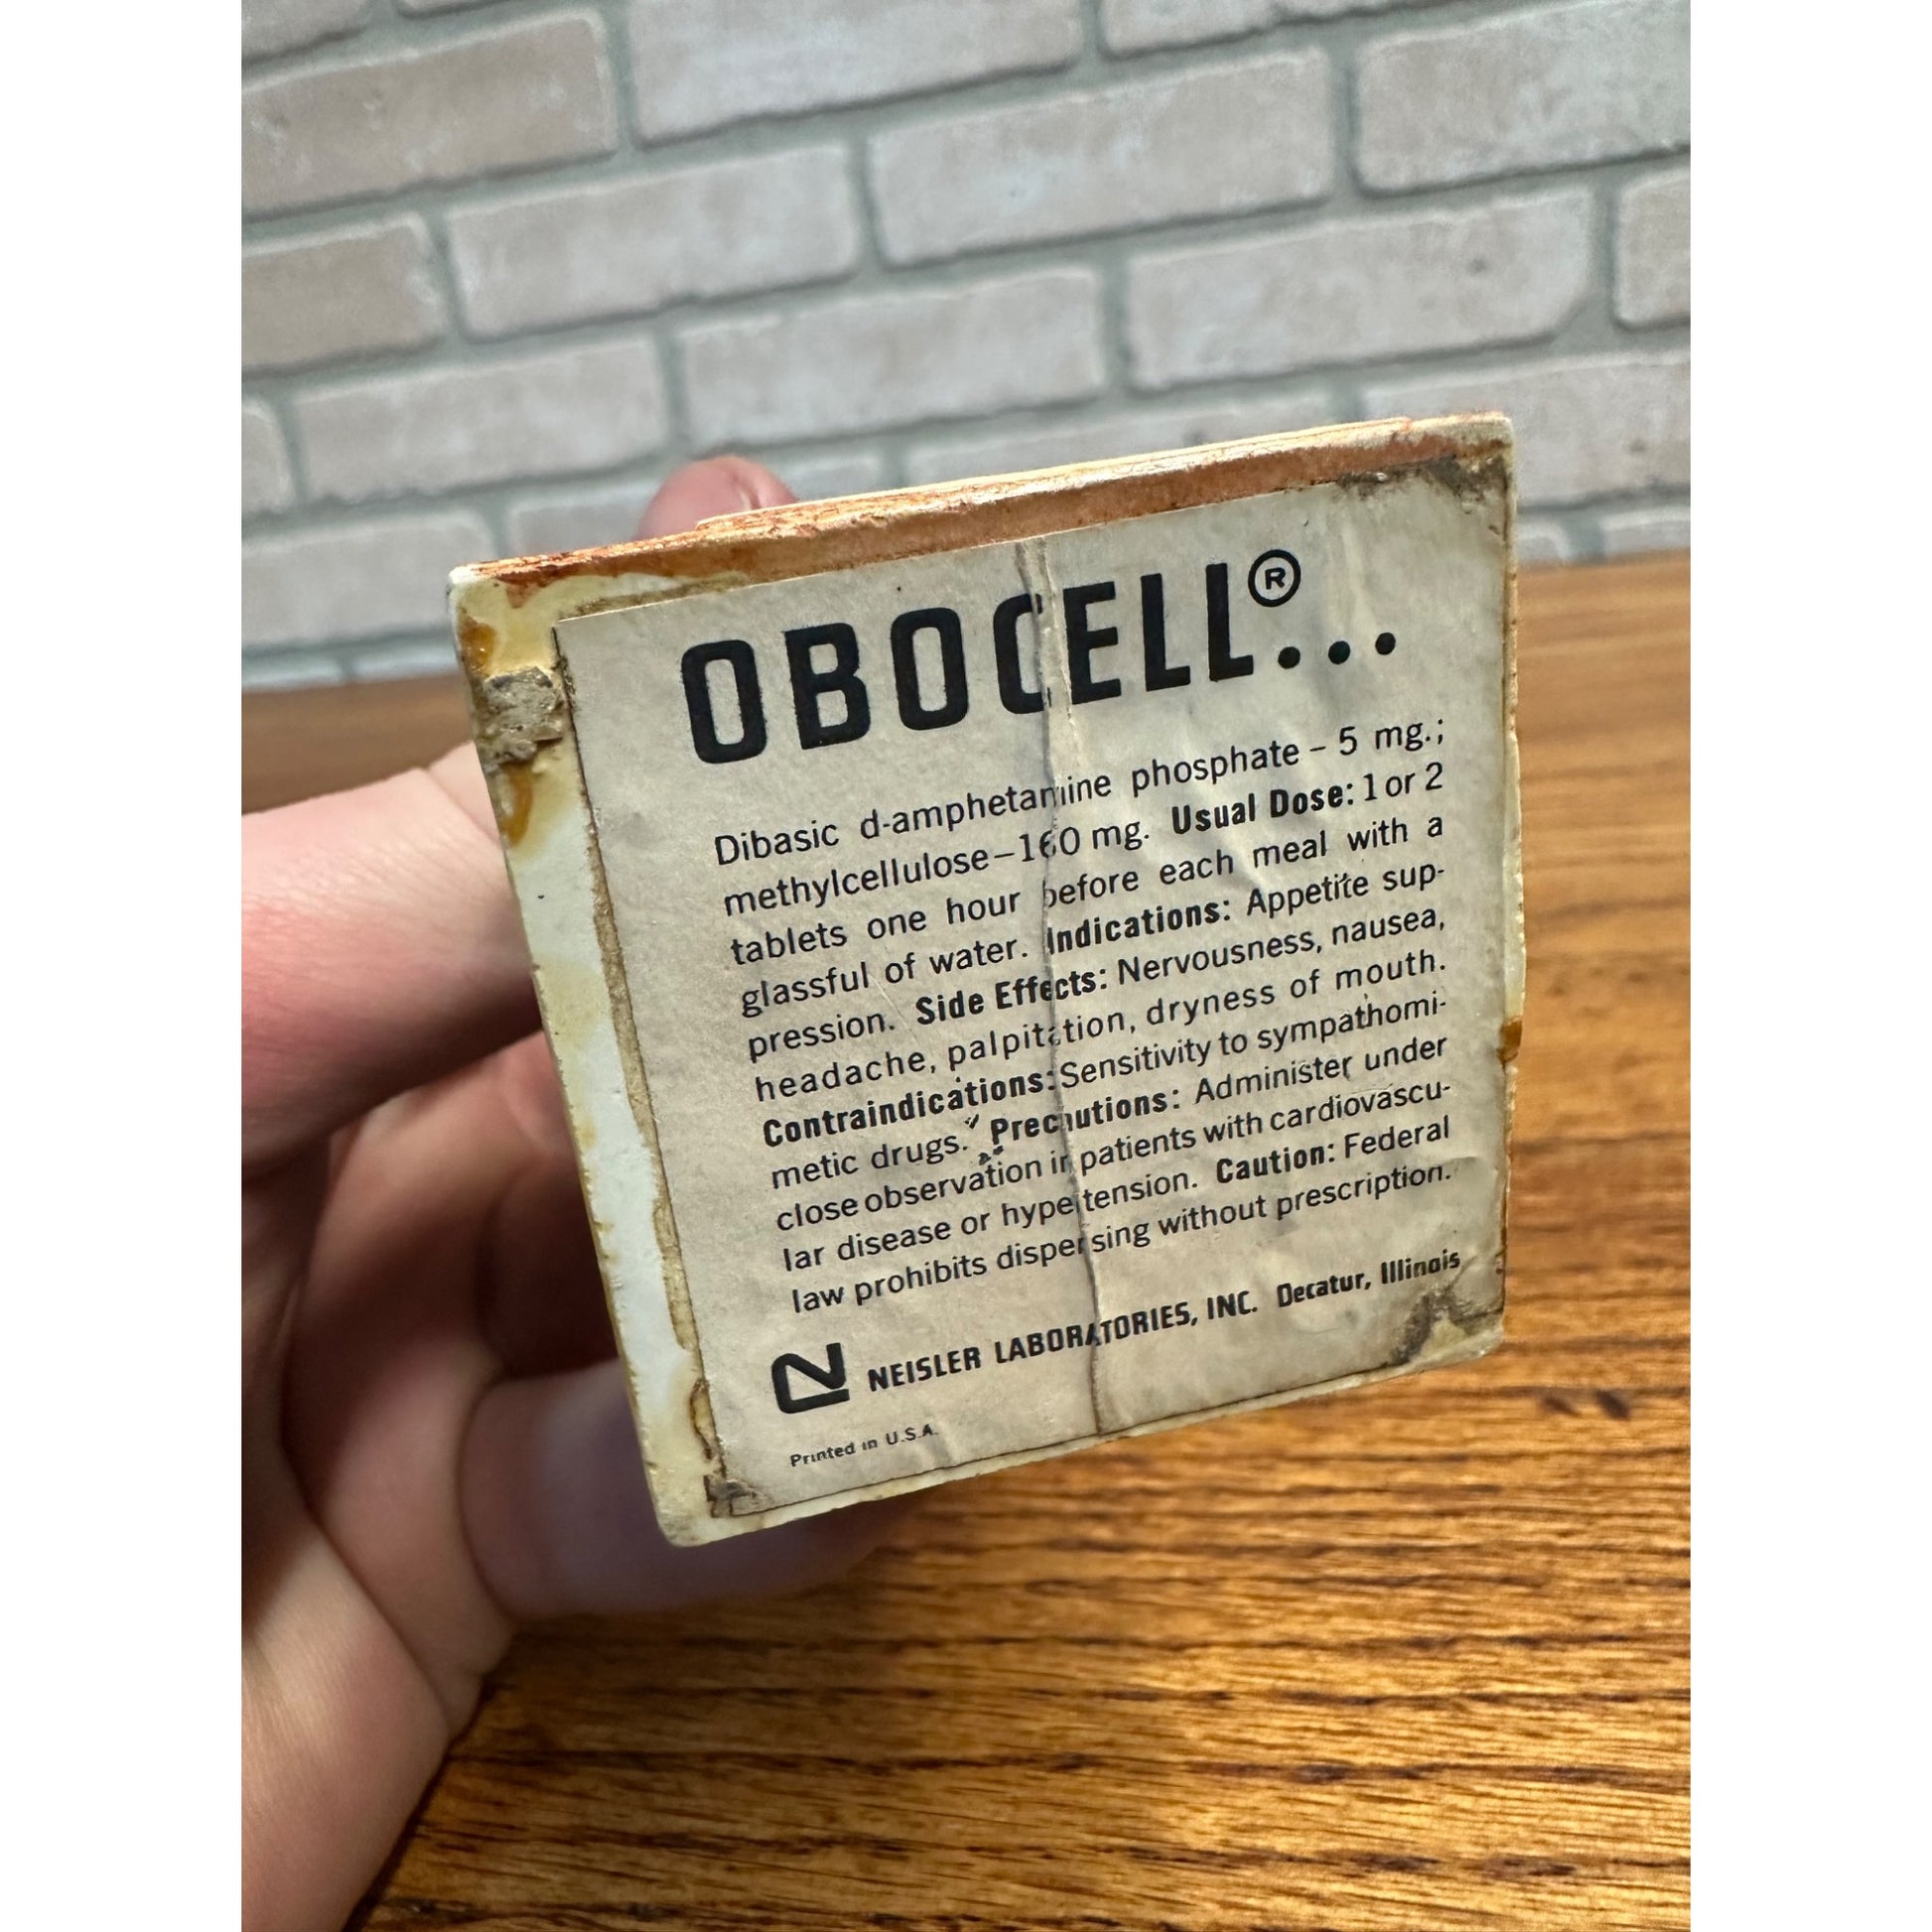 OBOCELL®...
Dibasic d-amphetamine phosphate – 5 mg.;
methylcellulose–160 mg. Usual Dose: 1 or 2
tablets one hour before each meal with a
glassful of water. Indications: Appetite sup-
pression. Side Effects: Nervousness, nausea,
headache, palpitation, dryness of mouth.
Contraindications: Sensitivity to sympathomi-
metic drugs. Precautions: Administer under
close observation in patients with cardiovascu-
lar disease or hypertension. Caution: Federal
law prohibits dispensing without prescription.
N NEISLER LABORATORIES, INC. Decatur, Illinois
Printed in U.S.A.